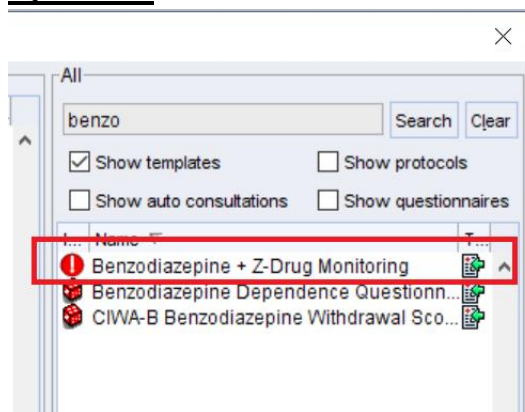 All
benzo Search Clear
Show templates Show protocols
Show auto consultations Show questionnaires
I... Name T...
Benzodiazepine + Z-Drug Monitoring
Benzodiazepine Dependence Questionn...
CIWA-B Benzodiazepine Withdrawal Sco...